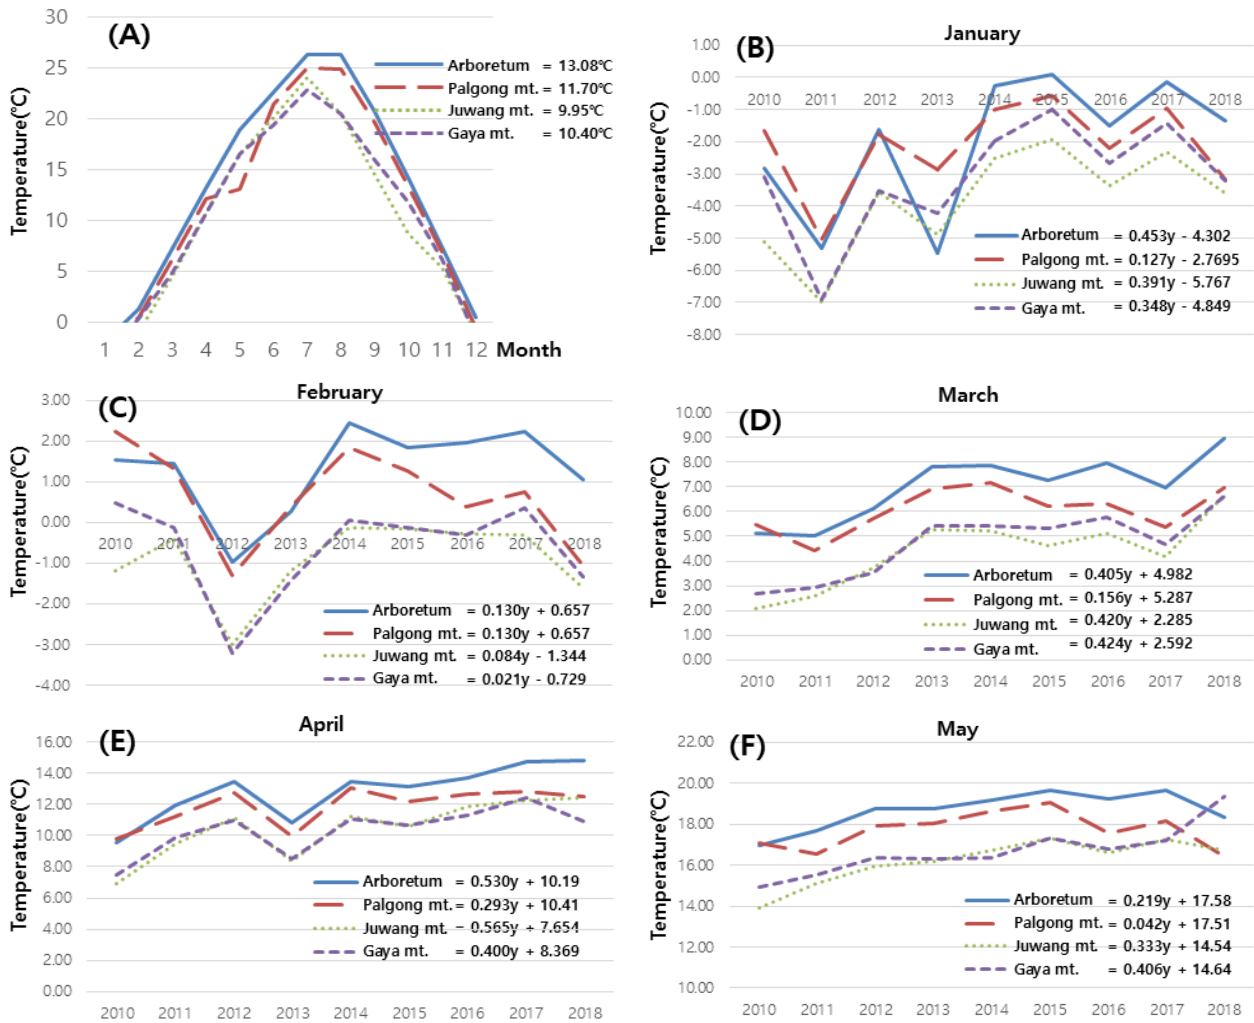 (A)
Temperature(℃)
30
25
20
15
10
5
0
1 2 3 4 5 6 7 8 9 10 11 12 Month
Arboretum = 13.08℃
Palgong mt. = 11.70℃
Juwang mt. = 9.95℃
Gaya mt. = 10.40℃
January
(B)
Temperature(℃)
1.00
0.00
-1.00
-2.00
-3.00
-4.00
-5.00
-6.00
-7.00
-8.00
2010 2011 2012 2013 2014 2015 2016 2017 2018
Arboretum = 0.453y - 4.302
Palgong mt. = 0.127y - 2.7695
Juwang mt. = 0.391y - 5.767
Gaya mt. = 0.348y - 4.849
February
(C)
Temperature(℃)
3.00
2.00
1.00
0.00
-1.00
-2.00
-3.00
-4.00
2010 2011 2012 2013 2014 2015 2016 2017 2018
Arboretum = 0.130y + 0.657
Palgong mt. = 0.130y + 0.657
Juwang mt. = 0.084y - 1.344
Gaya mt. = 0.021y - 0.729
March
(D)
Temperature(℃)
10.00
9.00
8.00
7.00
6.00
5.00
4.00
3.00
2.00
1.00
0.00
2010 2011 2012 2013 2014 2015 2016 2017 2018
Arboretum = 0.405y + 4.982
Palgong mt. = 0.156y + 5.287
Juwang mt. = 0.420y + 2.285
Gaya mt. = 0.424y + 2.592
April
(E)
Temperature(℃)
16.00
14.00
12.00
10.00
8.00
6.00
4.00
2.00
0.00
2010 2011 2012 2013 2014 2015 2016 2017 2018
Arboretum = 0.530y + 10.19
Palgong mt. = 0.293y + 10.41
Juwang mt. = 0.565y + 7.654
Gaya mt. = 0.400y + 8.369
May
(F)
Temperature(℃)
22.00
20.00
18.00
16.00
14.00
12.00
10.00
2010 2011 2012 2013 2014 2015 2016 2017 2018
Arboretum = 0.219y + 17.58
Palgong mt. = 0.042y + 17.51
Juwang mt. = 0.333y + 14.54
Gaya mt. = 0.406y + 14.64